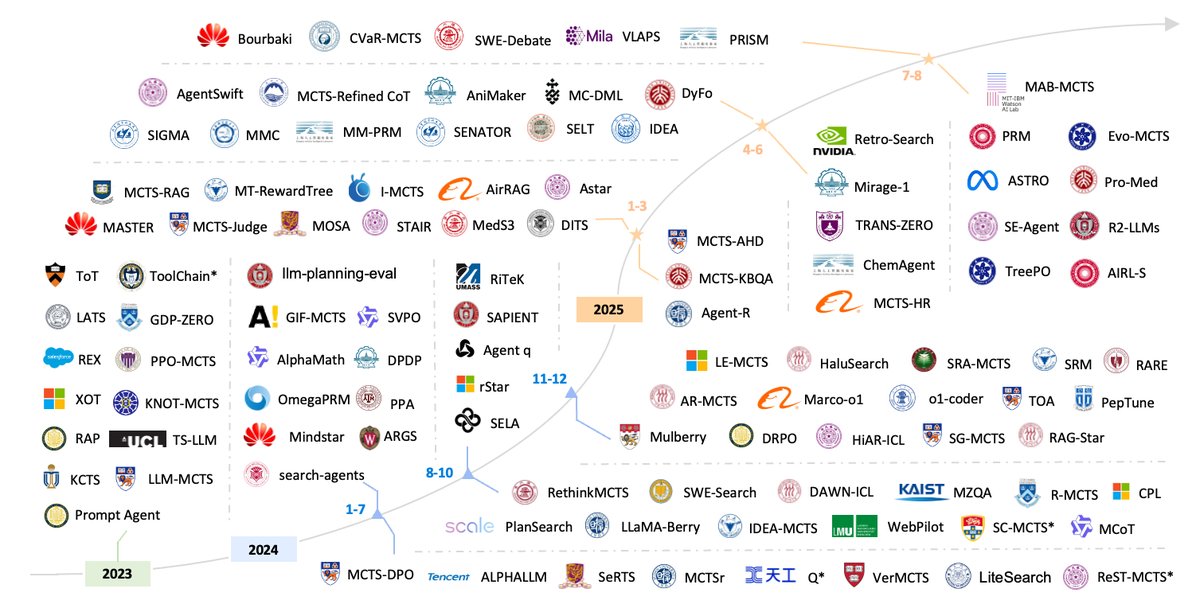 Bourbaki CVaR-MCTS SWE-Debate Mila VLAPS PRISM
7-8
AgentSwift MCTS-Refined CoT AniMaker MC-DML DyFo
MIT-IBM
Watson
AI Lab
MAB-MCTS
SIGMA MMC MM-PRM SENATOR SELT IDEA
4-6
NVIDIA Retro-Search
PRM Evo-MCTS
MCTS-RAG MT-RewardTree I-MCTS AirRAG Astar
Mirage-1
ASTRO Pro-Med
1-3
MASTER MCTS-Judge MOSA STAIR MedS3 DITS
TRANS-ZERO
SE-Agent R2-LLMs
MCTS-AHD
ChemAgent
TreePO AIRL-S
MCTS-KBQA
MCTS-HR
Agent-R
2025
ToT ToolChain* llm-planning-eval
UMASS RiTeK
LATS GDP-ZERO A! GIF-MCTS SVPO SAPIENT
salesforce REX PPO-MCTS AlphaMath DPDP Agent q
LE-MCTS HaluSearch SRA-MCTS SRM RARE
XOT KNOT-MCTS OmegaPRM PPA rStar
11-12
AR-MCTS Marco-o1 o1-coder TOA PepTune
RAP UCL TS-LLM Mindstar ARGS SELA
Mulberry DRPO HiAR-ICL SG-MCTS RAG-Star
KCTS LLM-MCTS search-agents
8-10
RethinkMCTS SWE-Search DAWN-ICL KAIST MZQA R-MCTS CPL
Prompt Agent
1-7
scale PlanSearch LLaMA-Berry IDEA-MCTS LMU WebPilot SC-MCTS* MCoT
2024
2023
MCTS-DPO Tencent ALPHALLM SeRTS MCTSr 天工 Q* VerMCTS LiteSearch ReST-MCTS*